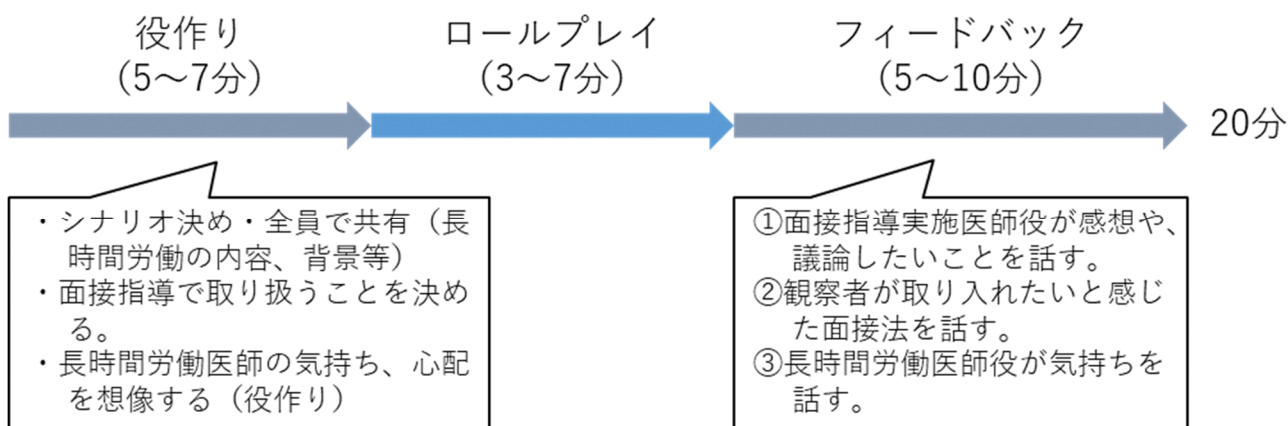 役作り
（5～7分）
ロールプレイ
（3～7分）
フィードバック
（5～10分）
20分
・シナリオ決め・全員で共有（長
時間労働の内容、背景等）
・面接指導で取り扱うことを決め
る。
・長時間労働医師の気持ち、心配
を想像する（役作り）
①面接指導実施医師役が感想や、
議論したいことを話す。
②観察者が取り入れたいと感じ
た面接法を話す。
③長時間労働医師役が気持ちを
話す。